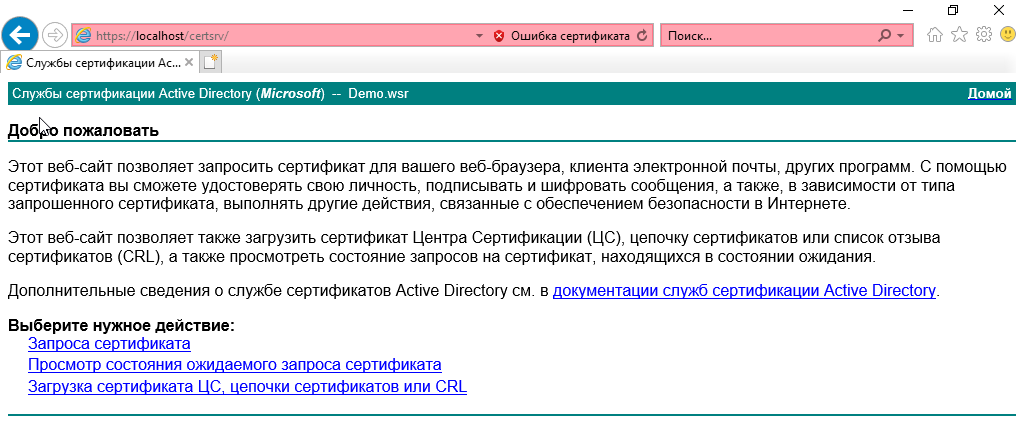 https://localhost/certsrv/
Ошибка сертификата
Поиск...
Службы сертификации Ac...
Службы сертификации Active Directory (Microsoft) -- Demo.wsr
Домой
Добро пожаловать
Этот веб-сайт позволяет запросить сертификат для вашего веб-браузера, клиента электронной почты, других программ. С помощью
сертификата вы сможете удостоверять свою личность, подписывать и шифровать сообщения, а также, в зависимости от типа
запрошенного сертификата, выполнять другие действия, связанные с обеспечением безопасности в Интернете.
Этот веб-сайт позволяет также загрузить сертификат Центра Сертификации (ЦС), цепочку сертификатов или список отзыва
сертификатов (CRL), а также просмотреть состояние запросов на сертификат, находящихся в состоянии ожидания.
Дополнительные сведения о службе сертификатов Active Directory см. в документации служб сертификации Active Directory.
Выберите нужное действие:
Запроса сертификата
Просмотр состояния ожидаемого запроса сертификата
Загрузка сертификата ЦС, цепочки сертификатов или CRL